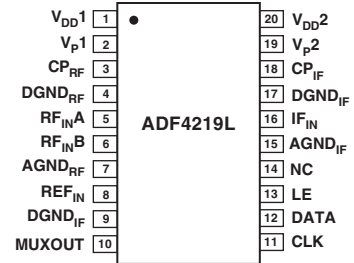 VDD1 1
VP1 2
CPRF 3
DGNDRF 4
RFINA 5
RFINB 6
AGNDRF 7
REFIN 8
DGNDIF 9
MUXOUT 10
ADF4219L
20 VDD2
19 VP2
18 CPIF
17 DGNDIF
16 IFIN
15 AGNDIF
14 NC
13 LE
12 DATA
11 CLK